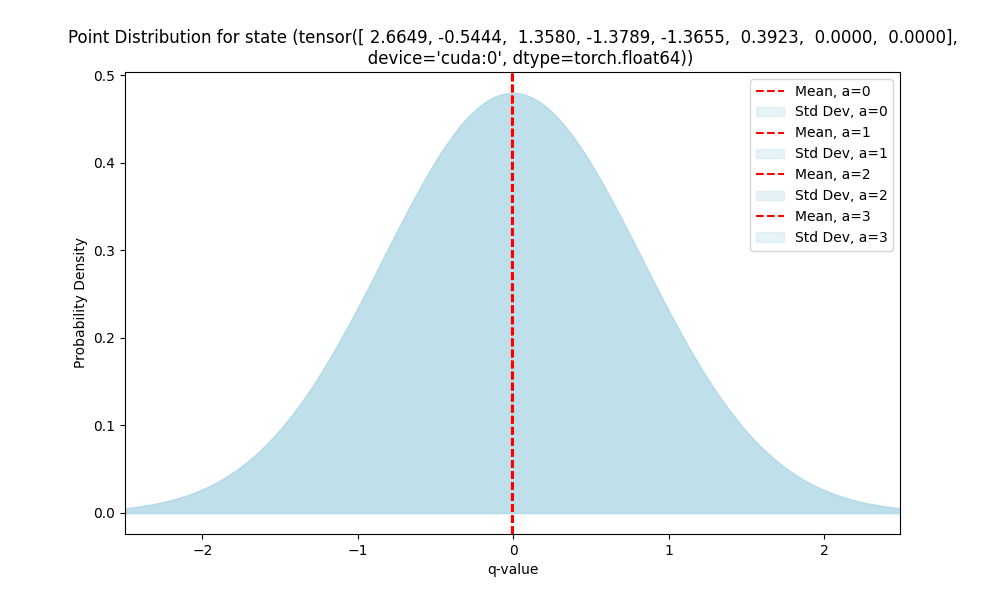 Point Distribution for state (tensor([ 2.6649, -0.5444,  1.3580, -1.3789, -1.3655,  0.3923,  0.0000,  0.0000],
device='cuda:0', dtype=torch.float64))
0.5
0.4
0.3
0.2
0.1
0.0
Probability Density
Mean, a=0
Std Dev, a=0
Mean, a=1
Std Dev, a=1
Mean, a=2
Std Dev, a=2
Mean, a=3
Std Dev, a=3
−2 −1 0 1 2
q-value